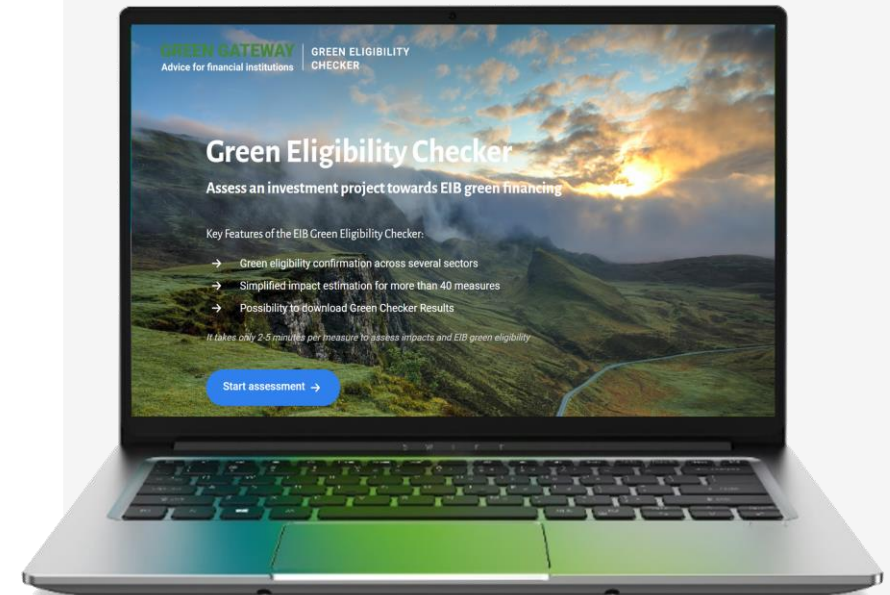 GREEN GATEWAY
Advice for financial institutions
GREEN ELIGIBILITY
CHECKER
Green Eligibility Checker
Assess an investment project towards EIB green financing
Key Features of the EIB Green Eligibility Checker:
→ Green eligibility confirmation across several sectors
→ Simplified impact estimation for more than 40 measures
→ Possibility to download Green Checker Results
It takes only 2-5 minutes per measure to assess impacts and EIB green eligibility
Start assessment →
SWIFT